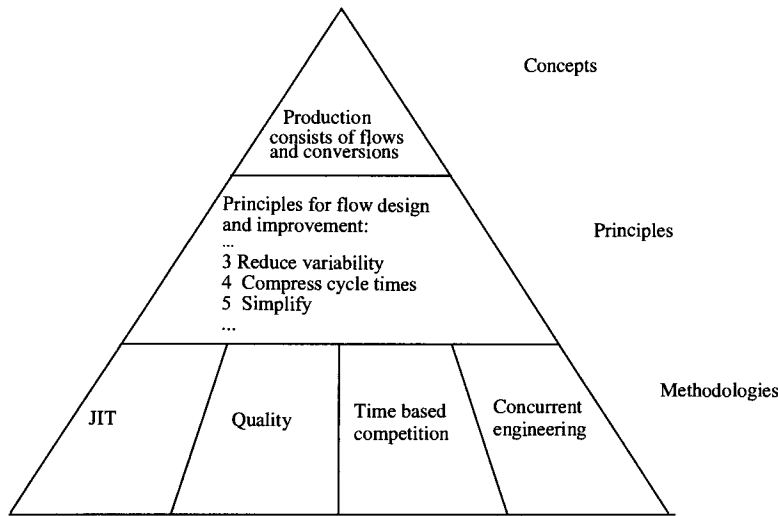 Concepts
Production
consists of flows
and conversions
Principles for flow design
and improvement:
...
3 Reduce variability
4 Compress cycle times
5 Simplify
...
Principles
Methodologies
JIT
Quality
Time based
competition
Concurrent
engineering